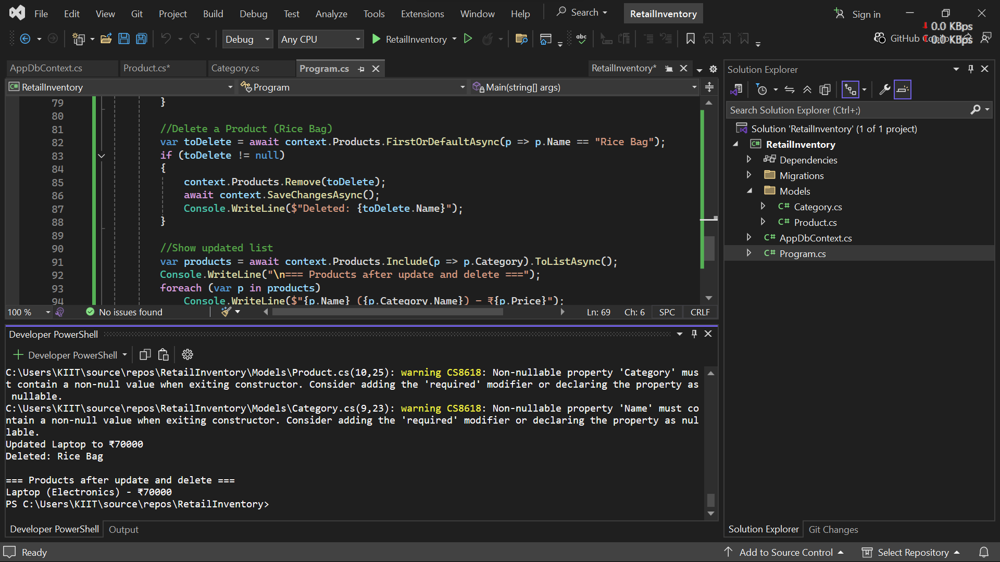 File Edit View Git Project Build Debug Test Analyze Tools Extensions Window Help Search RetailInventory Sign in
0.0 KBps
Debug Any CPU RetailInventory GitHub
0.0 KBps
AppDbContext.cs Product.cs* Category.cs Program.cs RetailInventory*
RetailInventory Program Main(string[] args)
79 }
80
81 //Delete a Product (Rice Bag)
82 var toDelete = await context.Products.FirstOrDefaultAsync(p => p.Name == "Rice Bag");
83 if (toDelete != null)
84 {
85 context.Products.Remove(toDelete);
86 await context.SaveChangesAsync();
87 Console.WriteLine($"Deleted: {toDelete.Name}");
88 }
89
90 //Show updated list
91 var products = await context.Products.Include(p => p.Category).ToListAsync();
92 Console.WriteLine("\n=== Products after update and delete ===");
93 foreach (var p in products)
94 Console.WriteLine($"{p.Name} ({p.Category.Name}) - ₹{p.Price}");
100 % No issues found Ln: 69 Ch: 6 SPC CRLF
Developer PowerShell
Developer PowerShell
C:\Users\KIIT\source\repos\RetailInventory\Models\Product.cs(10,25): warning CS8618: Non-nullable property 'Category' mus
t contain a non-null value when exiting constructor. Consider adding the 'required' modifier or declaring the property as
nullable.
C:\Users\KIIT\source\repos\RetailInventory\Models\Category.cs(9,23): warning CS8618: Non-nullable property 'Name' must co
ntain a non-null value when exiting constructor. Consider adding the 'required' modifier or declaring the property as nul
lable.
Updated Laptop to ₹70000
Deleted: Rice Bag
=== Products after update and delete ===
Laptop (Electronics) - ₹70000
PS C:\Users\KIIT\source\repos\RetailInventory>
Developer PowerShell Output
Solution Explorer
Search Solution Explorer (Ctrl+;)
Solution 'RetailInventory' (1 of 1 project)
C# RetailInventory
Dependencies
Migrations
Models
C# Category.cs
C# Product.cs
C# AppDbContext.cs
C# Program.cs
Solution Explorer Git Changes
Ready Add to Source Control Select Repository